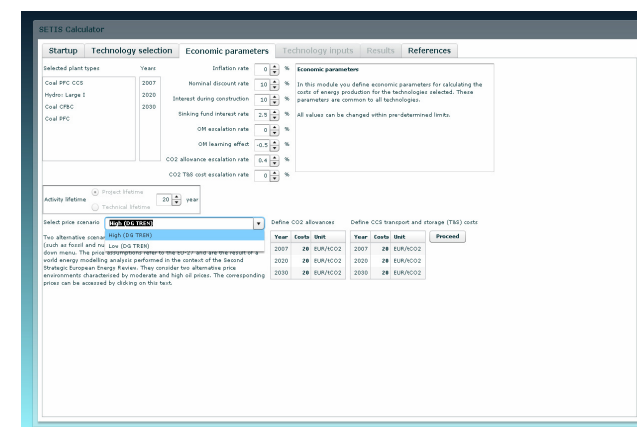 SETIS Calculator
Startup Technology selection Economic parameters Technology inputs Results References
Selected plant types Years
Coal PFC CCS
Hydro: Large I
Coal CFBC
Coal PFC
2007
2020
2030
Inflation rate 0 %
Nominal discount rate 10 %
Interest during construction 10 %
Sinking fund interest rate 2.5 %
OM escalation rate 0 %
OM learning effect -0.5 %
CO2 allowance escalation rate 0.4 %
CO2 T&S cost escalation rate 0 %
Economic parameters
In this module you define economic parameters for calculating the
costs of energy production for the technologies selected. These
parameters are common to all technologies.
All values can be changed within pre-determined limits.
Activity lifetime
Project lifetime
Technical lifetime
20 year
Select price scenario High (DG TREN)
High (DG TREN)
Low (DG TREN)
Two alternative scenar
(such as fossil and nu
down menu. The price assumptions refer to the EU-27 and are the result of a
world energy modelling analysis performed in the context of the Second
Strategic European Energy Review. They consider two alternative price
environments characterised by moderate and high oil prices. The corresponding
prices can be accessed by clicking on this text.
Define CO2 allowances
Year Costs Unit
2007 20 EUR/tCO2
2020 20 EUR/tCO2
2030 20 EUR/tCO2
Define CCS transport and storage (T&S) costs
Year Costs Unit
2007 20 EUR/tCO2
2020 20 EUR/tCO2
2030 20 EUR/tCO2
Proceed